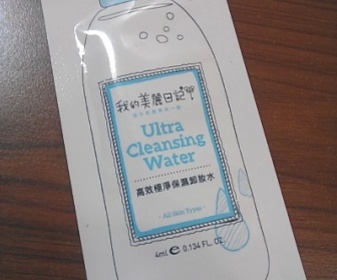 我的美麗日記
Ultra
Cleansing
Water
高效極淨保濕卸妝水
- All Skin Types -
4ml e 0.134 FL. OZ.